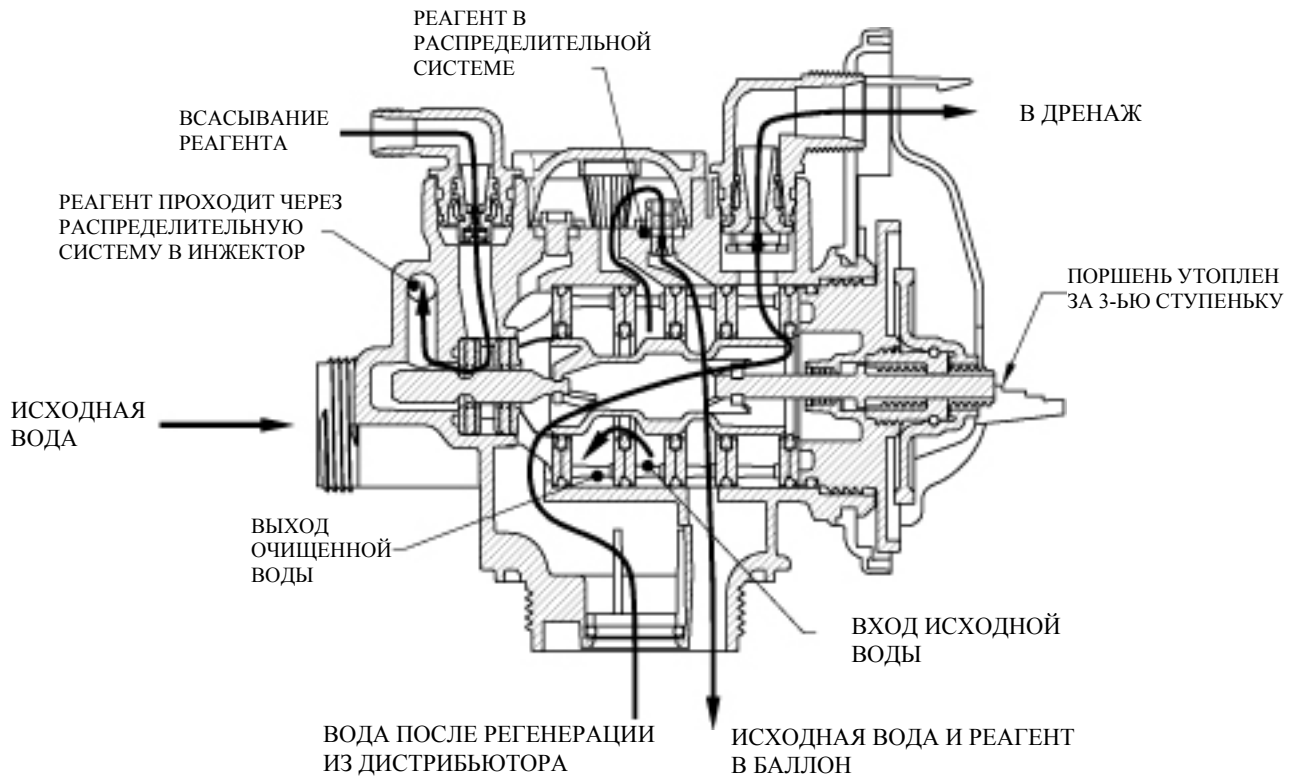 РЕАГЕНТ В
РАСПРЕДЕЛИТЕЛЬНОЙ
СИСТЕМЕ
ВСАСЫВАНИЕ
РЕАГЕНТА
В ДРЕНАЖ
РЕАГЕНТ ПРОХОДИТ ЧЕРЕЗ
РАСПРЕДЕЛИТЕЛЬНУЮ
СИСТЕМУ В ИНЖЕКТОР
ПОРШЕНЬ УТОПЛЕН
ЗА 3-ЬЮ СТУПЕНЬКУ
ИСХОДНАЯ
ВОДА
ВЫХОД
ОЧИЩЕННОЙ
ВОДЫ
ВХОД ИСХОДНОЙ
ВОДЫ
ВОДА ПОСЛЕ РЕГЕНЕРАЦИИ
ИЗ ДИСТРИБЬЮТОРА
ИСХОДНАЯ ВОДА И РЕАГЕНТ
В БАЛЛОН